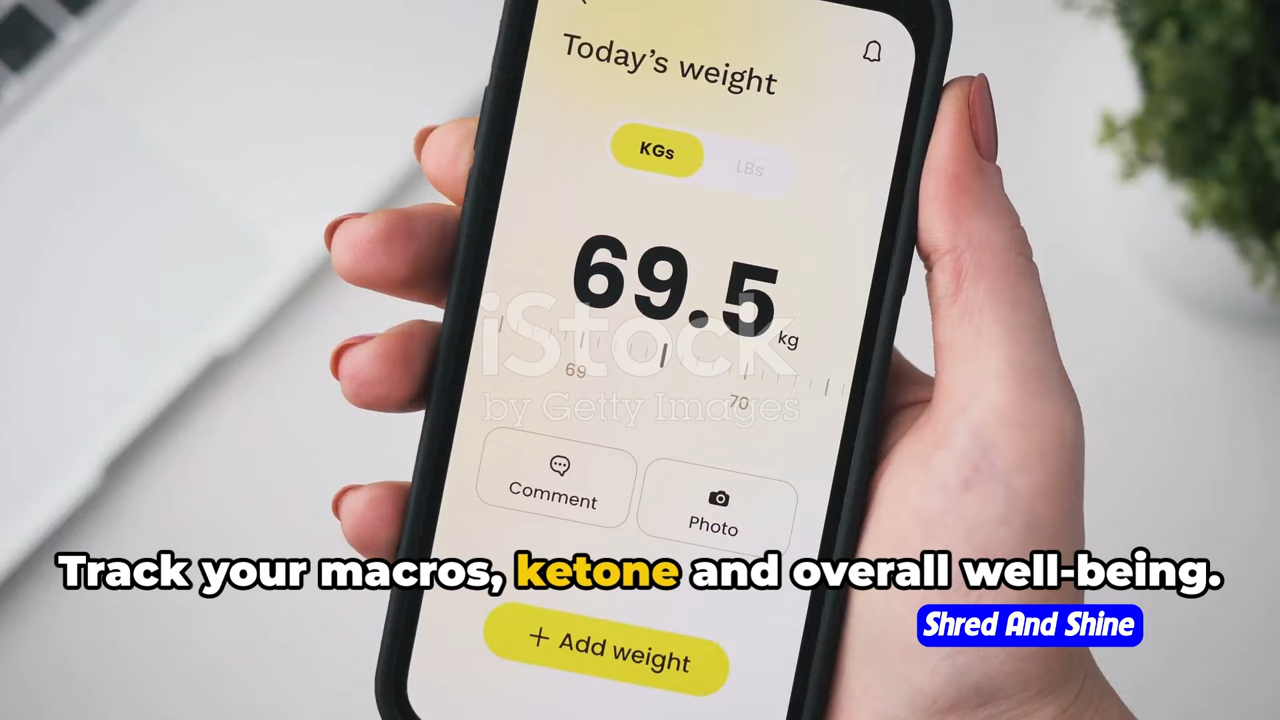 Today's weight
KGs LBs
69.5 kg
iStock
by Getty Images
69 70
Comment Photo
Track your macros, ketone and overall well-being.
Shred And Shine
+ Add weight